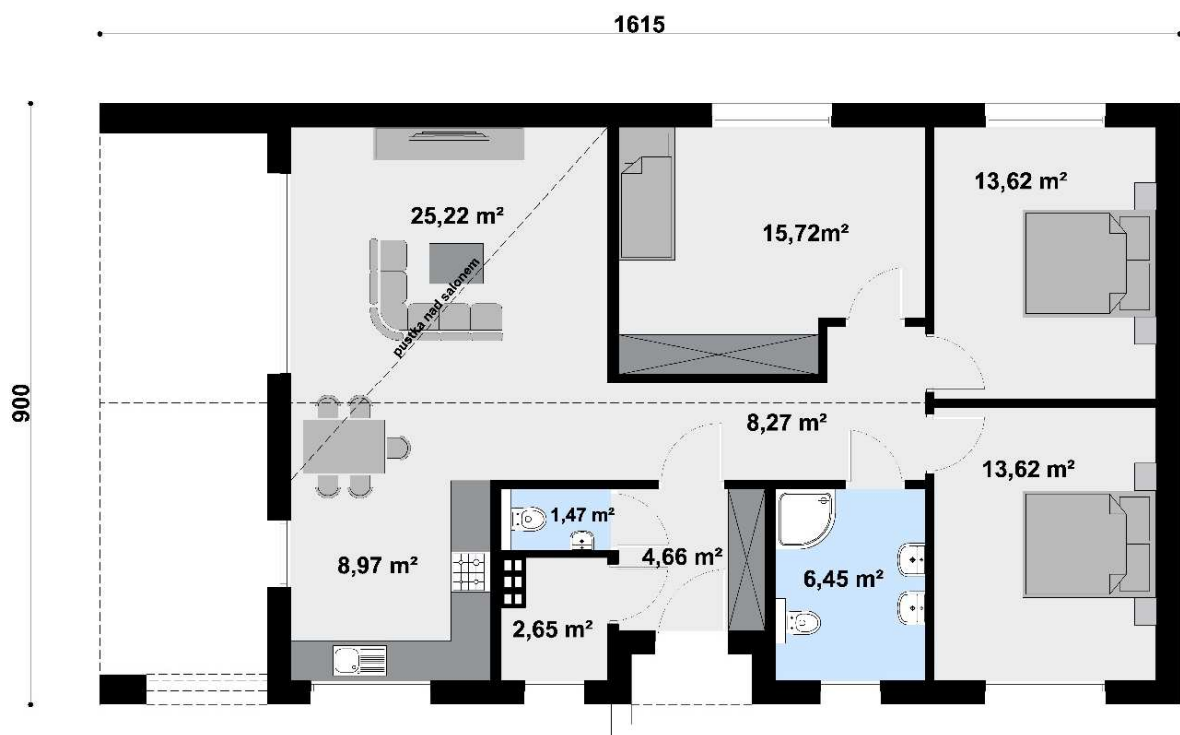 1615
900
25,22 m²
pustka nad salonem
15,72m²
13,62 m²
8,27 m²
13,62 m²
1,47 m²
4,66 m²
8,97 m²
6,45 m²
2,65 m²